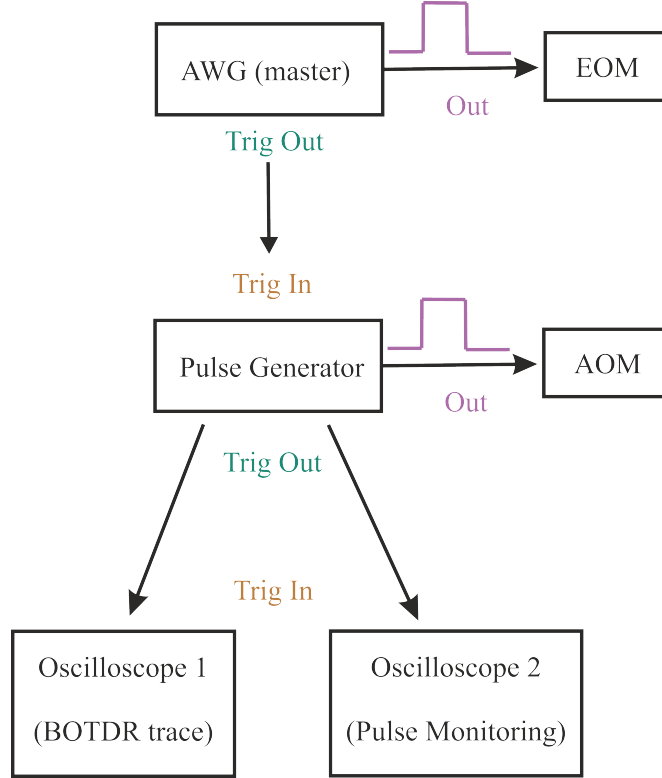 AWG (master)
EOM
Out
Trig Out
Trig In
Pulse Generator
AOM
Out
Trig Out
Trig In
Oscilloscope 1
(BOTDR trace)
Oscilloscope 2
(Pulse Monitoring)